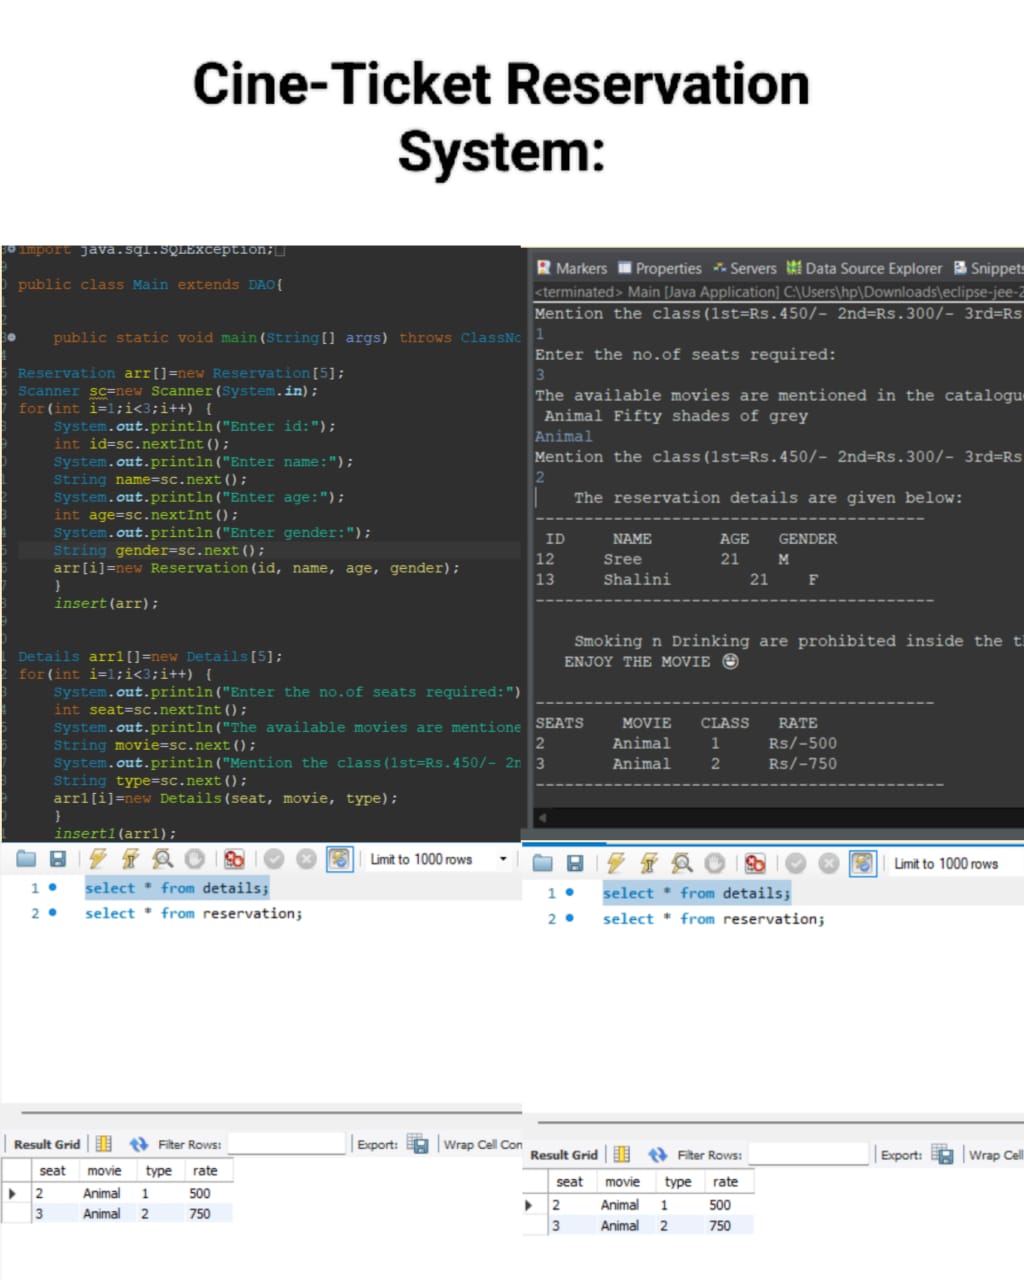 Cine-Ticket Reservation
System:
import java.sql.SQLException;
public class Main extends DAO{
public static void main(String[] args) throws ClassNo
Reservation arr[]=new Reservation[5];
Scanner sc=new Scanner(System.in);
for(int i=1;i<3;i++) {
System.out.println("Enter id:");
int id=sc.nextInt();
System.out.println("Enter name:");
String name=sc.next();
System.out.println("Enter age:");
int age=sc.nextInt();
System.out.println("Enter gender:");
String gender=sc.next();
arr[i]=new Reservation(id, name, age, gender);
}
insert(arr);
Details arr1[]=new Details[5];
for(int i=1;i<3;i++) {
System.out.println("Enter the no.of seats required:")
int seat=sc.nextInt();
System.out.println("The available movies are mentione
String movie=sc.next();
System.out.println("Mention the class(1st=Rs.450/- 2n
String type=sc.next();
arr1[i]=new Details(seat, movie, type);
}
insert1(arr1);
Markers Properties Servers Data Source Explorer Snippets
<terminated> Main [Java Application] C:\Users\hp\Downloads\eclipse-jee-2
Mention the class(1st=Rs.450/- 2nd=Rs.300/- 3rd=Rs
1
Enter the no.of seats required:
3
The available movies are mentioned in the catalogu
Animal Fifty shades of grey
Animal
Mention the class(1st=Rs.450/- 2nd=Rs.300/- 3rd=Rs
2
The reservation details are given below:
----------------------------------------
ID NAME AGE GENDER
12 Sree 21 M
13 Shalini 21 F
-----------------------------------------
Smoking n Drinking are prohibited inside the t
ENJOY THE MOVIE 😀
-----------------------------------------
SEATS MOVIE CLASS RATE
2 Animal 1 Rs/-500
3 Animal 2 Rs/-750
------------------------------------------
Limit to 1000 rows
1 select * from details;
2 select * from reservation;
Result Grid Filter Rows: Export: Wrap Cell Con
seat movie type rate
2 Animal 1 500
3 Animal 2 750
Limit to 1000 rows
1 select * from details;
2 select * from reservation;
Result Grid Filter Rows: Export: Wrap Cell
seat movie type rate
2 Animal 1 500
3 Animal 2 750